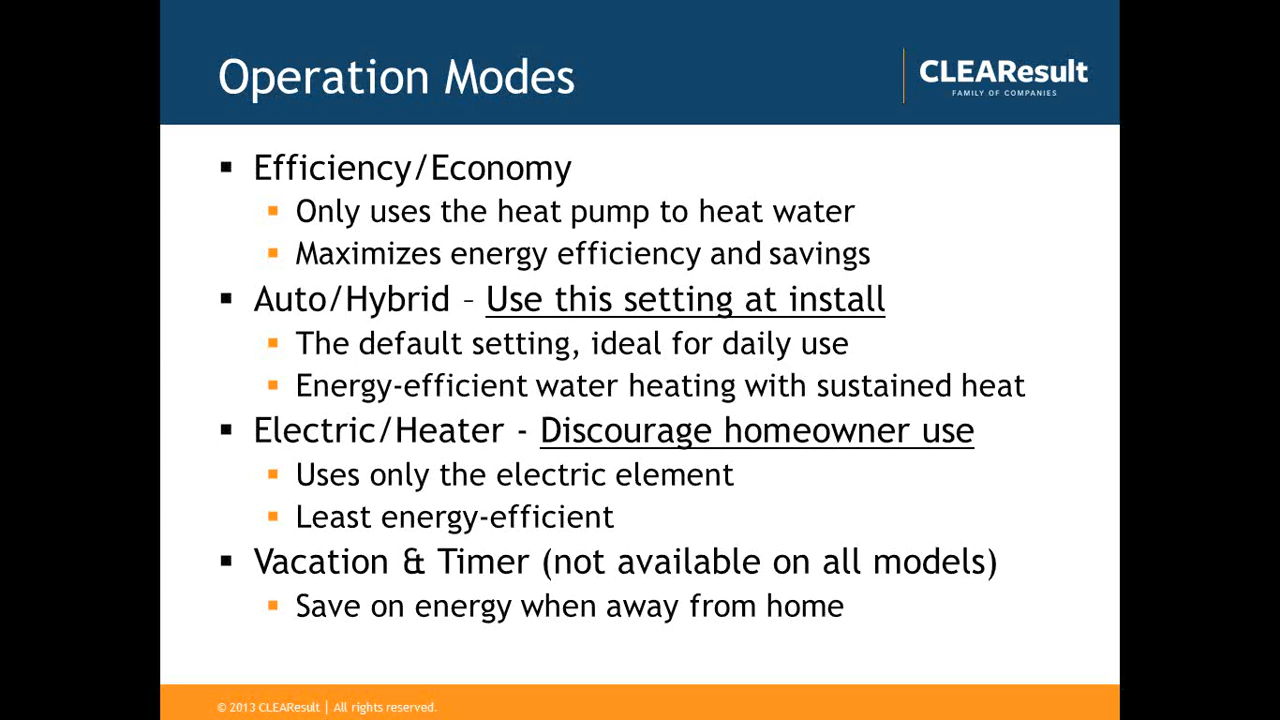 Operation Modes
CLEAResult
FAMILY OF COMPANIES
▪ Efficiency/Economy
▪ Only uses the heat pump to heat water
▪ Maximizes energy efficiency and savings
▪ Auto/Hybrid – Use this setting at install
▪ The default setting, ideal for daily use
▪ Energy-efficient water heating with sustained heat
▪ Electric/Heater - Discourage homeowner use
▪ Uses only the electric element
▪ Least energy-efficient
▪ Vacation & Timer (not available on all models)
▪ Save on energy when away from home
© 2013 CLEAResult | All rights reserved.